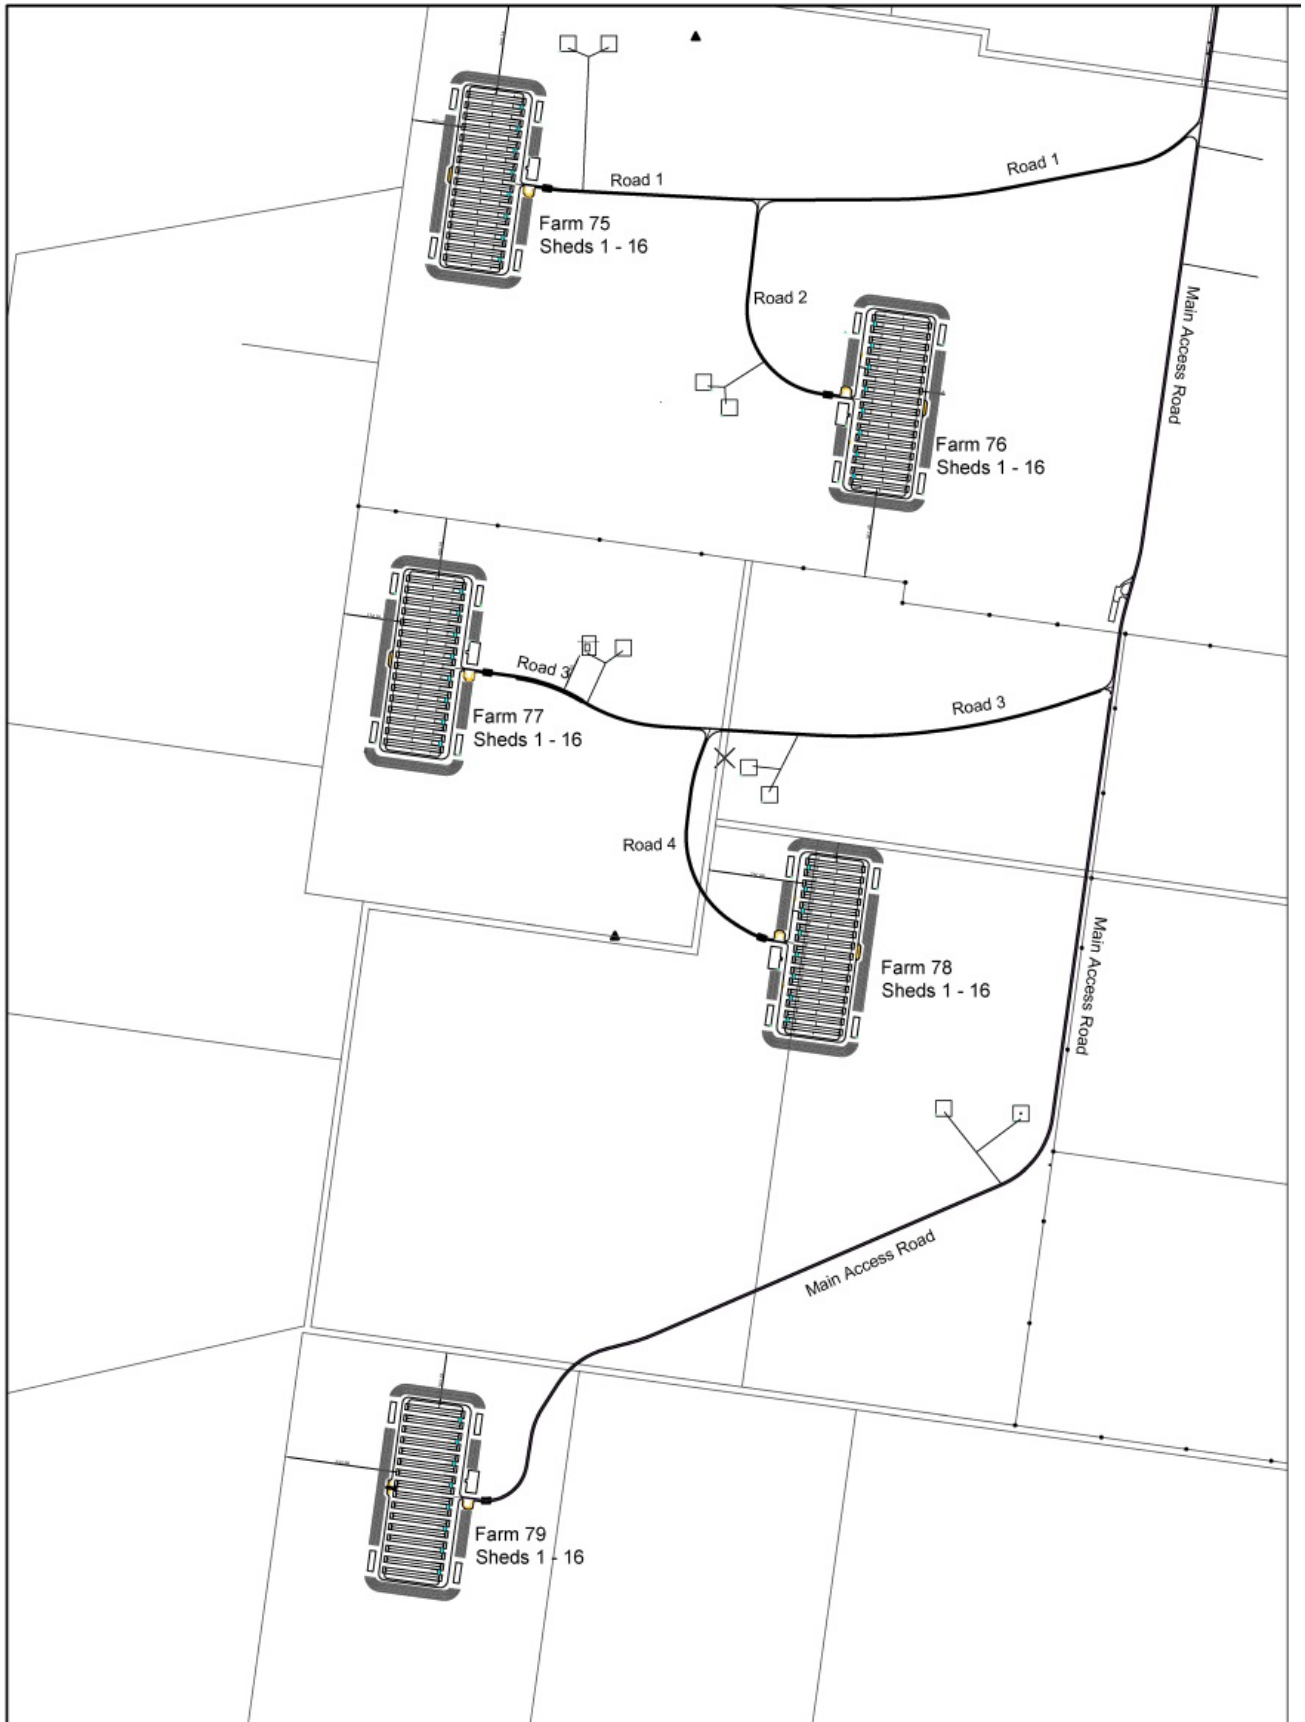 Road 1
Road 1
Farm 75
Sheds 1 - 16
Road 2
Main Access Road
Farm 76
Sheds 1 - 16
Road 3
Road 3
Farm 77
Sheds 1 - 16
Road 4
Main Access Road
Farm 78
Sheds 1 - 16
Main Access Road
Farm 79
Sheds 1 - 16